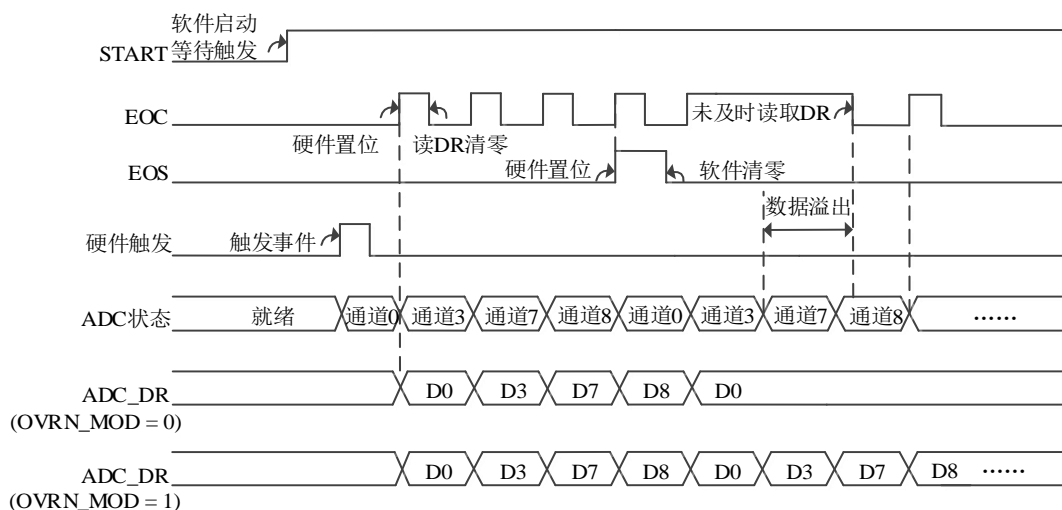 软件启动
START 等待触发
EOC
未及时读取DR
硬件置位 读DR清零
EOS
硬件置位 软件清零
数据溢出
硬件触发 触发事件
ADC状态 就绪 通道0 通道3 通道7 通道8 通道0 通道3 通道7 通道8 ······
ADC_DR D0 D3 D7 D8 D0
(OVRN_MOD = 0)
ADC_DR D0 D3 D7 D8 D0 D3 D7 D8 ······
(OVRN_MOD = 1)